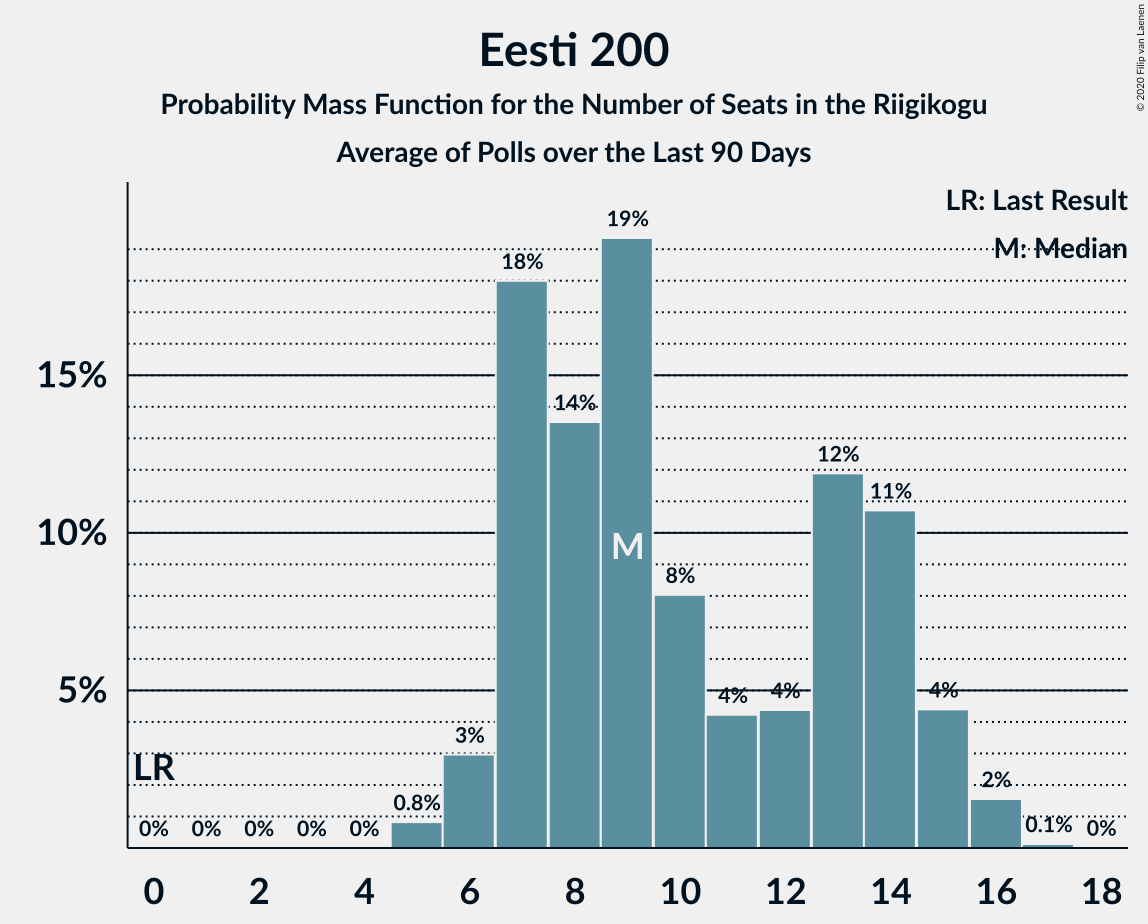 Eesti 200
Probability Mass Function for the Number of Seats in the Riigikogu
Average of Polls over the Last 90 Days
© 2020 Filip van Laenen
LR: Last Result
M: Median
19%
18%
15%
14%
12%
11%
10%
M
8%
5%
4%
4%
4%
3%
LR
2%
0.8%
0%
0%
0%
0%
0%
0.1%
0%
0 2 4 6 8 10 12 14 16 18